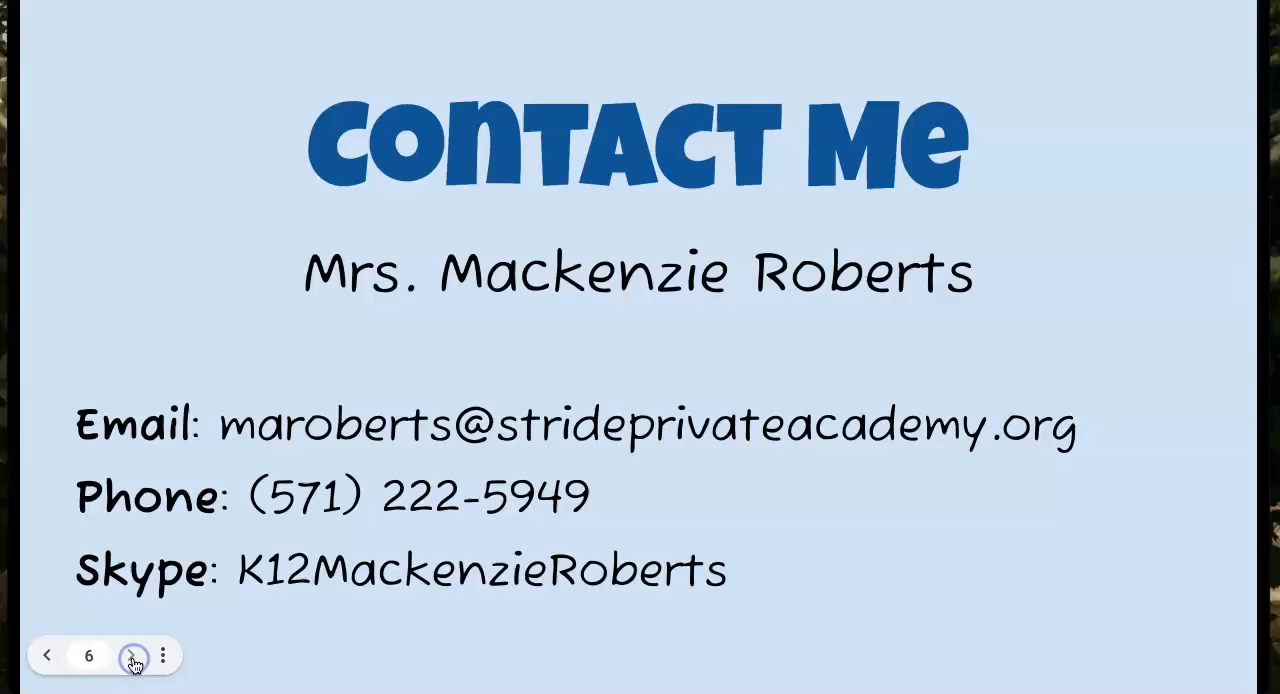 Contact Me
Mrs. Mackenzie Roberts
Email: maroberts@strideprivateacademy.org
Phone: (571) 222-5949
Skype: K12MackenzieRoberts
6